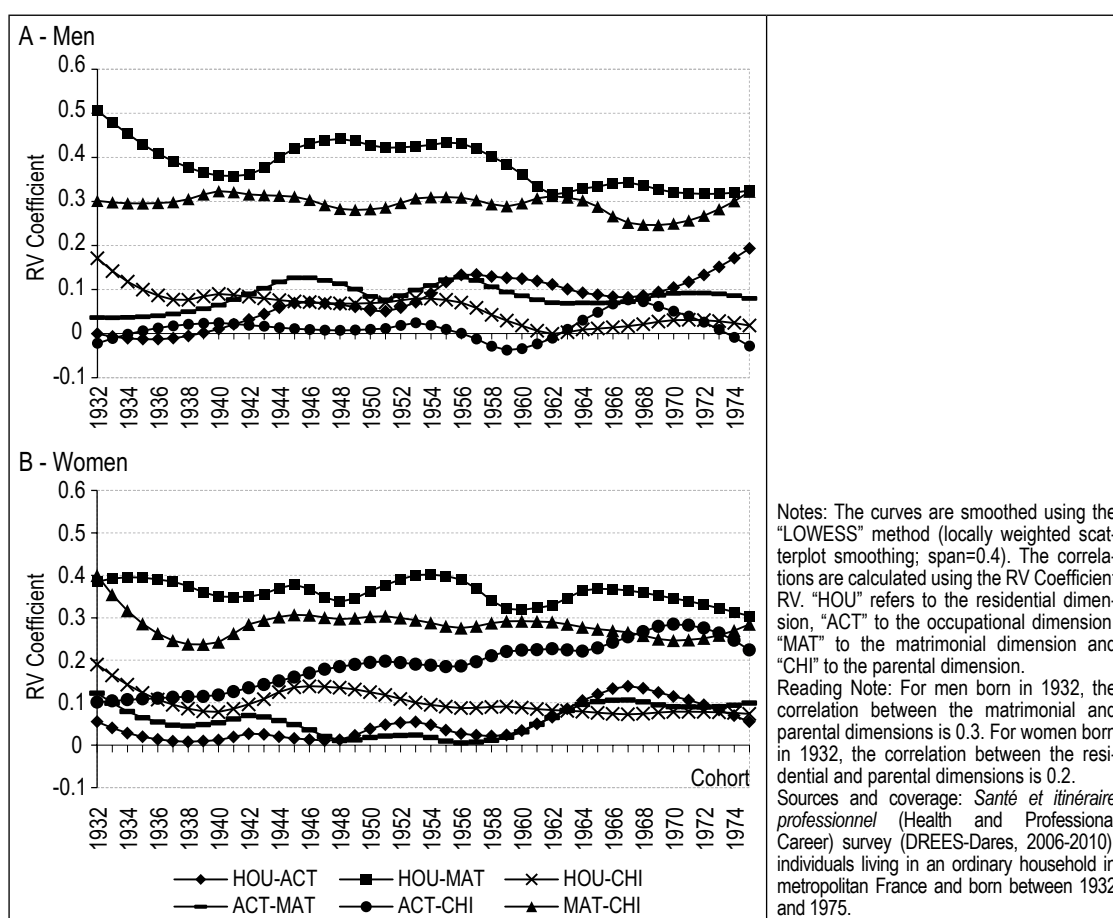 A - Men
0.6
0.5
0.4
0.3
0.2
0.1
0
-0.1
RV Coefficient
1932 1934 1936 1938 1940 1942 1944 1946 1948 1950 1952 1954 1956 1958 1960 1962 1964 1966 1968 1970 1972 1974
B - Women
0.6
0.5
0.4
0.3
0.2
0.1
0
-0.1
RV Coefficient
Cohort
1932 1934 1936 1938 1940 1942 1944 1946 1948 1950 1952 1954 1956 1958 1960 1962 1964 1966 1968 1970 1972 1974
HOU-ACT HOU-MAT HOU-CHI
ACT-MAT ACT-CHI MAT-CHI
Notes: The curves are smoothed using the
“LOWESS” method (locally weighted scat-
terplot smoothing; span=0.4). The correla-
tions are calculated using the RV Coefficient
RV. “HOU” refers to the residential dimen-
sion, “ACT” to the occupational dimension
“MAT” to the matrimonial dimension and
“CHI” to the parental dimension.
Reading Note: For men born in 1932, the
correlation between the matrimonial and
parental dimensions is 0.3. For women born
in 1932, the correlation between the resi-
dential and parental dimensions is 0.2.
Sources and coverage: Santé et itinéraire
professionnel (Health and Professiona
Career) survey (DREES-Dares, 2006-2010)
individuals living in an ordinary household in
metropolitan France and born between 1932
and 1975.